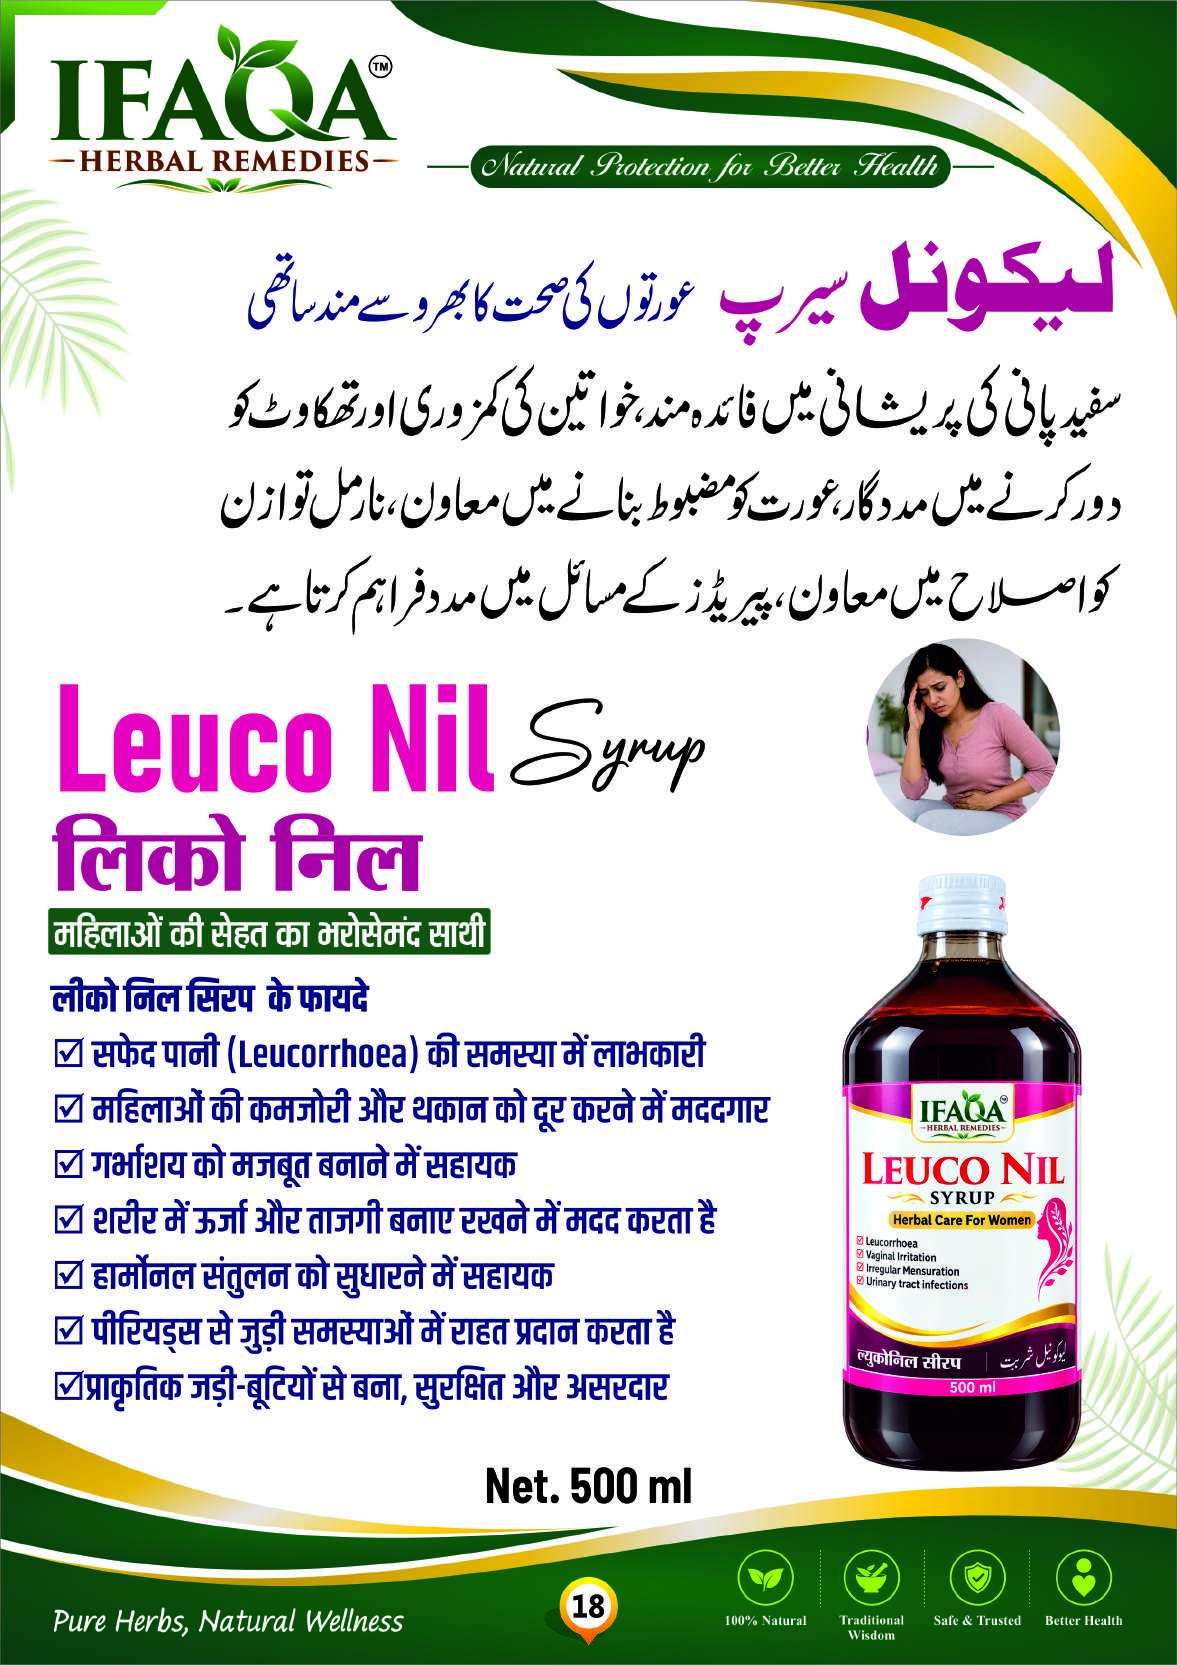 IFAQA TM
HERBAL REMEDIES
Natural Protection for Better Health
لیکونل سیرپ عورتوں کی صحت کا بھروسے مند ساتھی
سفید پانی کی پریشانی میں فائدہ مند، خواتین کی کمزوری اور تھکاوٹ کو
دور کرنے میں مددگار، عورت کو مضبوط بنانے میں معاون، نارمل توازن
کو اصلاح میں معاون، پیریڈز کے مسائل میں مدد فراہم کرتا ہے۔
Leuco Nil Syrup
लिको निल
महिलाओं की सेहत का भरोसेमंद साथी
लीको निल सिरप के फायदे
☑ सफेद पानी (Leucorrhoea) की समस्या में लाभकारी
☑ महिलाओं की कमजोरी और थकान को दूर करने में मददगार
☑ गर्भाशय को मजबूत बनाने में सहायक
☑ शरीर में ऊर्जा और ताजगी बनाए रखने में मदद करता है
☑ हार्मोनल संतुलन को सुधारने में सहायक
☑ पीरियड्स से जुड़ी समस्याओं में राहत प्रदान करता है
☑प्राकृतिक जड़ी-बूटियों से बना, सुरक्षित और असरदार
IFAQA TM
HERBAL REMEDIES
LEUCO NIL
SYRUP
Herbal Care For Women
☑ Leucorrhoea
☑ Vaginal Irritation
☑ Irregular Mensuration
☑ Urinary tract infections
ल्युकोनिल सीरप | لیوکونیل شربت
500 ml
Net. 500 ml
Pure Herbs, Natural Wellness
18
100% Natural
Traditional Wisdom
Safe & Trusted
Better Health